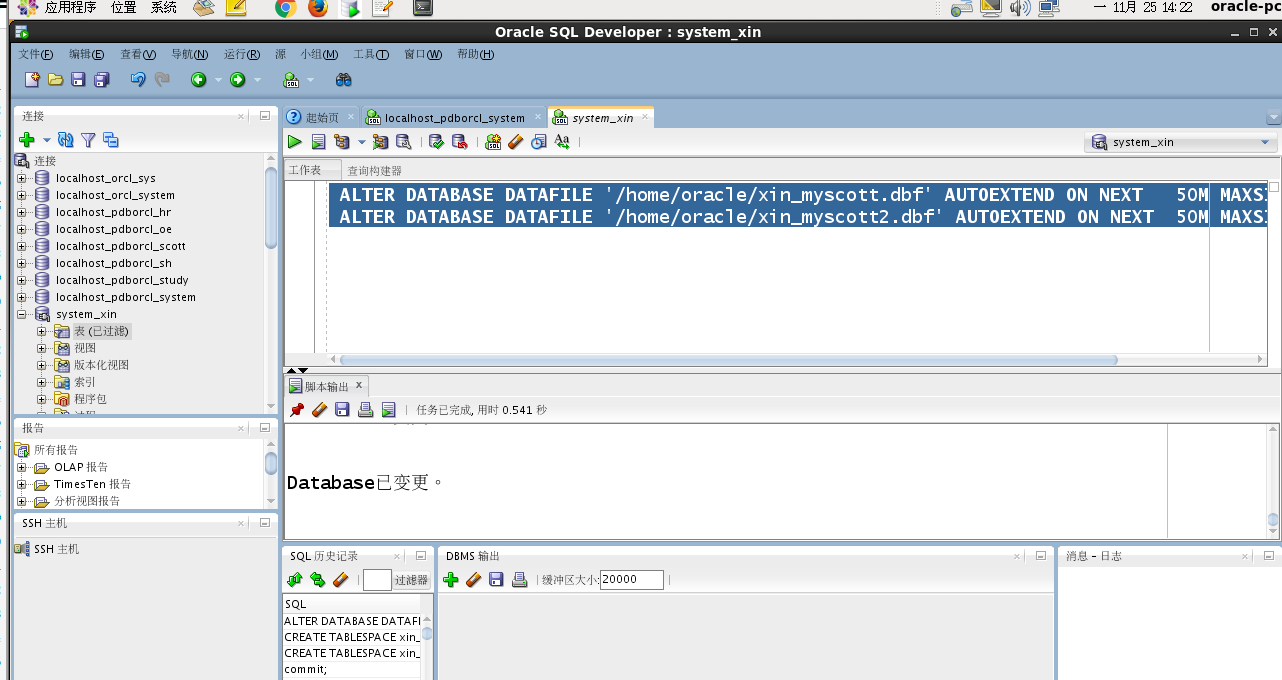 应用程序 位置 系统
一 11月 25 14:22 oracle-pc
Oracle SQL Developer : system_xin
文件(F) 编辑(E) 查看(V) 导航(N) 运行(R) 源 小组(M) 工具(T) 窗口(W) 帮助(H)
连接
起始页 localhost_pdborcl_system system_xin
system_xin
连接
localhost_orcl_sys
localhost_orcl_system
localhost_pdborcl_hr
localhost_pdborcl_oe
localhost_pdborcl_scott
localhost_pdborcl_sh
localhost_pdborcl_study
localhost_pdborcl_system
system_xin
表 (已过滤)
视图
版本化视图
索引
程序包
工作表 查询构建器
ALTER DATABASE DATAFILE '/home/oracle/xin_myscott.dbf' AUTOEXTEND ON NEXT 50M MAXSI
ALTER DATABASE DATAFILE '/home/oracle/xin_myscott2.dbf' AUTOEXTEND ON NEXT 50M MAXSI
脚本输出 x
任务已完成, 用时 0.541 秒
Database已变更。
报告
所有报告
OLAP 报告
TimesTen 报告
分析视图报告
SSH 主机
SSH 主机
SQL 历史记录
过滤器
SQL
ALTER DATABASE DATAFI
CREATE TABLESPACE xin_
CREATE TABLESPACE xin_
commit;
DBMS 输出
缓冲区大小: 20000
消息 - 日志